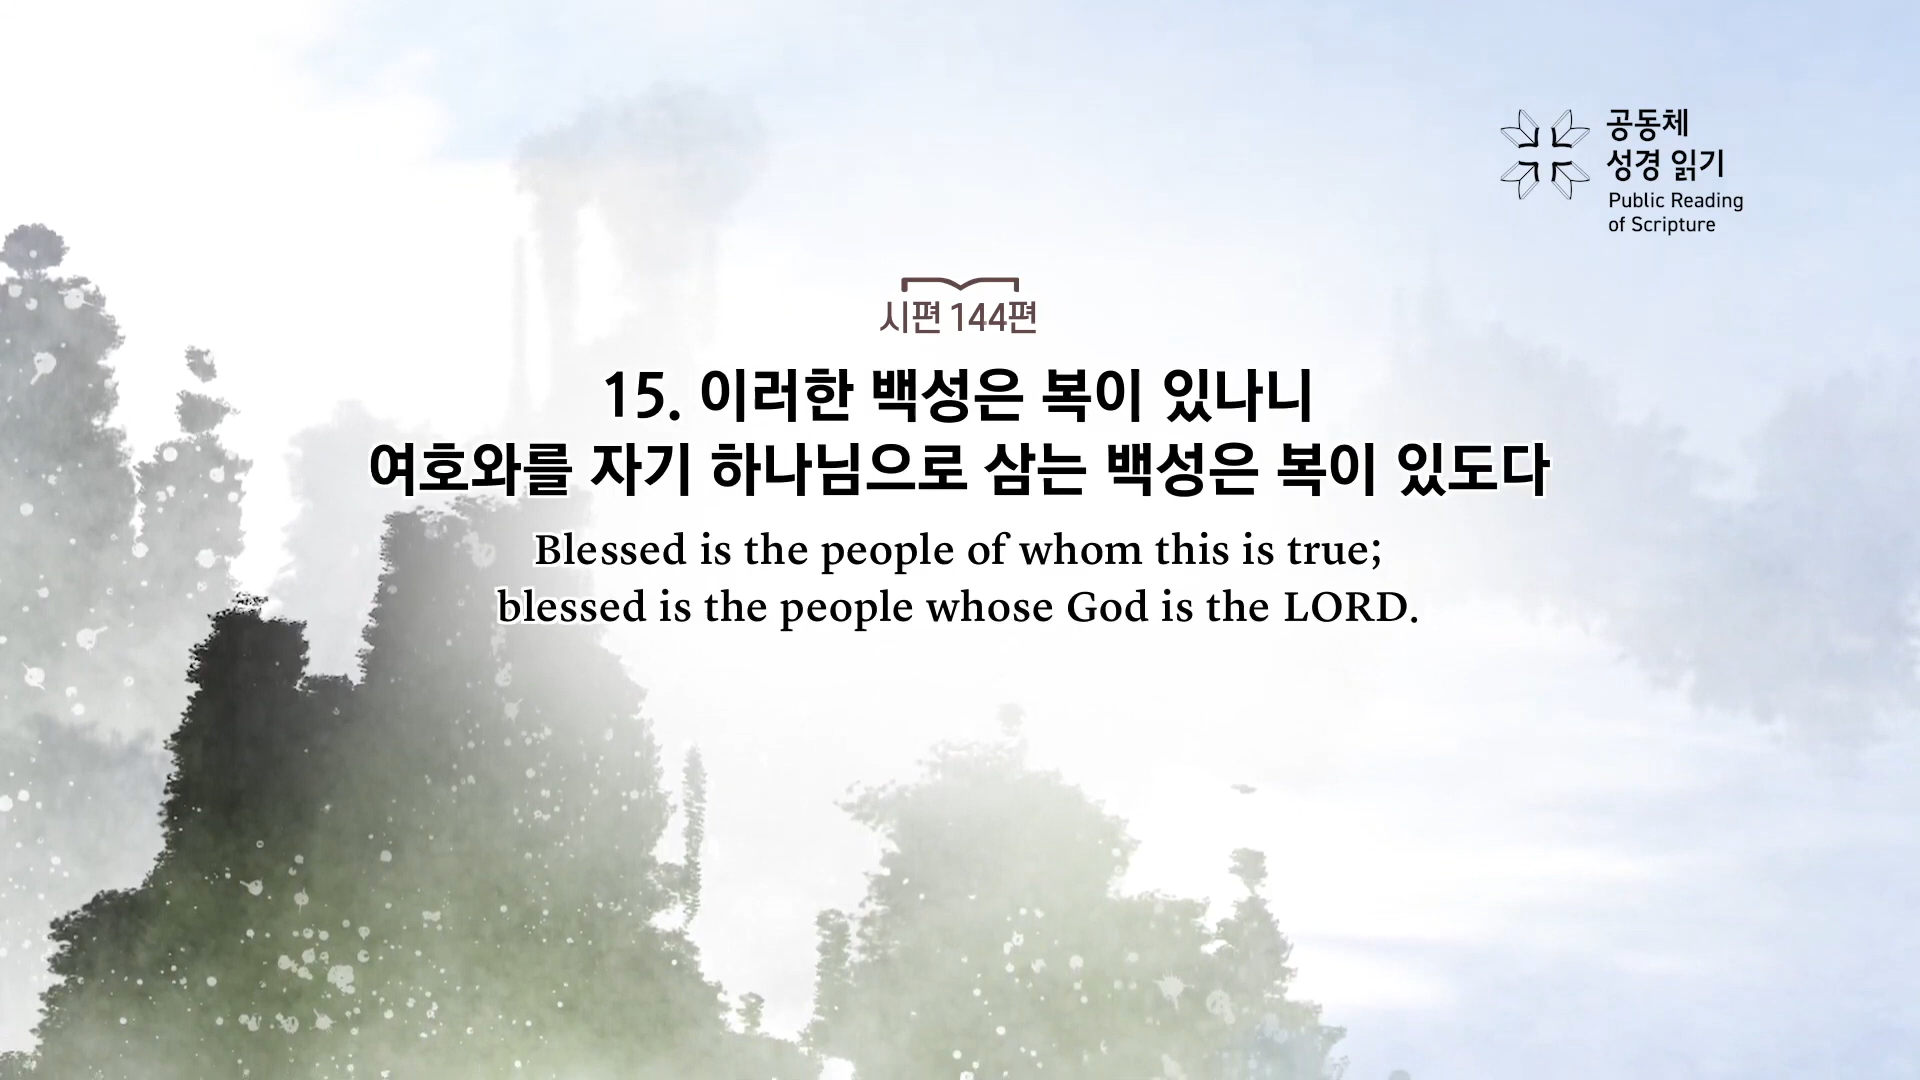 공동체
성경 읽기
Public Reading
of Scripture
시편 144편
15. 이러한 백성은 복이 있나니
여호와를 자기 하나님으로 삼는 백성은 복이 있도다
Blessed is the people of whom this is true;
blessed is the people whose God is the LORD.